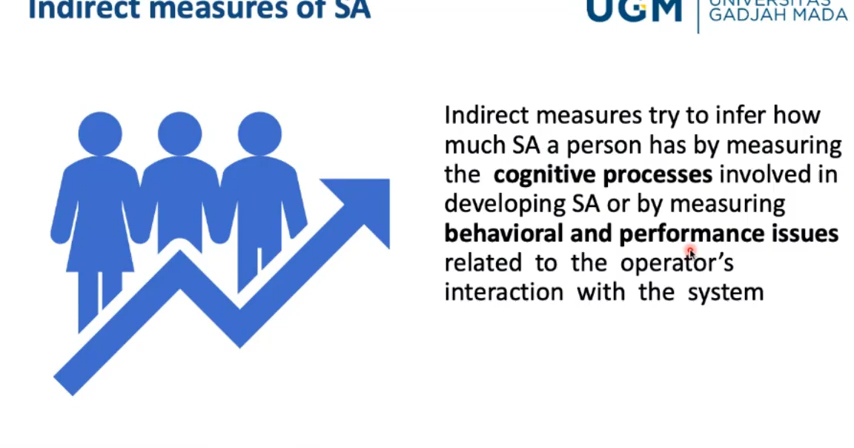 Indirect measures of SA
UGM
UNIVERSITAS
GADJAH MADA
Indirect measures try to infer how
much SA a person has by measuring
the cognitive processes involved in
developing SA or by measuring
behavioral and performance issues
related to the operator's
interaction with the system